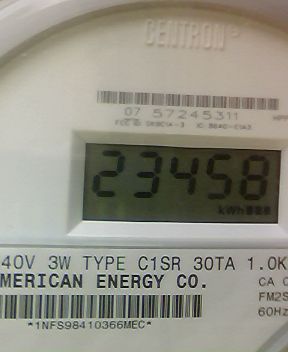 CENTRON®
07 57245311
23458
kWh
40V 3W TYPE C1SR 30TA 1.0K
MERICAN ENERGY CO.
CA
FM2S
60Hz
*1NFS98410366MEC*